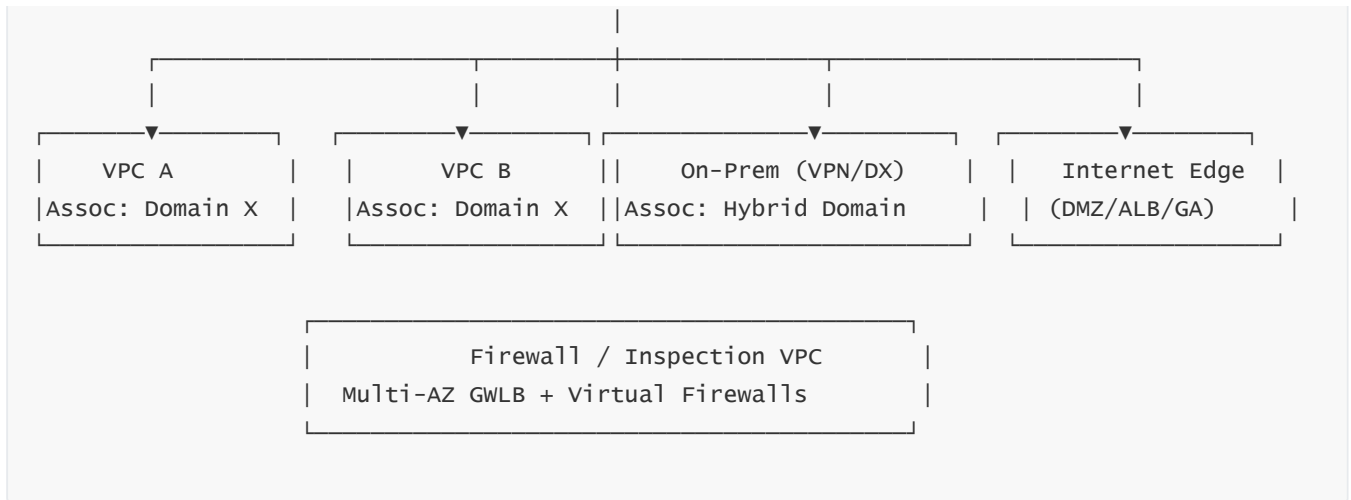 VPC A VPC B On-Prem (VPN/DX) Internet Edge
Assoc: Domain X Assoc: Domain X Assoc: Hybrid Domain (DMZ/ALB/GA)
Firewall / Inspection VPC
Multi-AZ GWLB + Virtual Firewalls